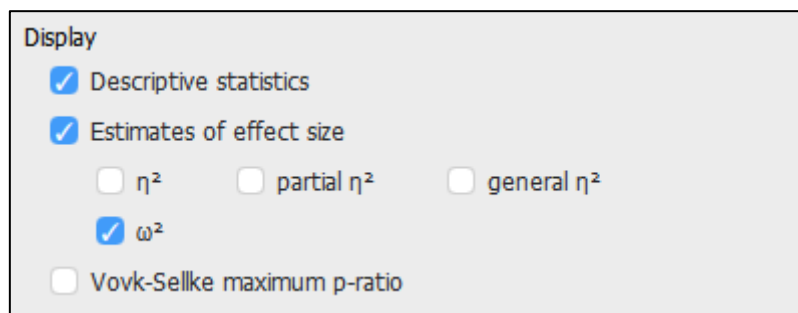 Display
Descriptive statistics
Estimates of effect size
η² partial η² general η²
ω²
Vovk-Sellke maximum p-ratio